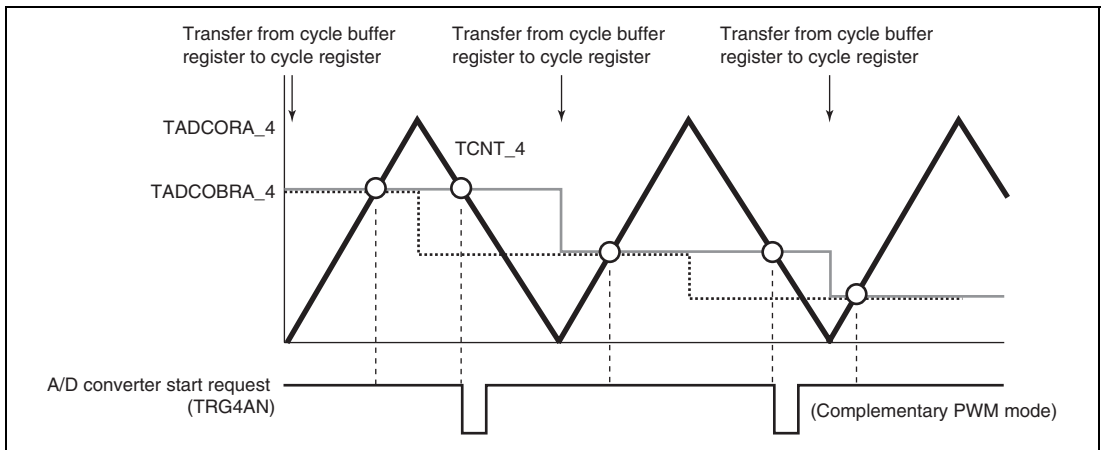 Transfer from cycle buffer
register to cycle register
Transfer from cycle buffer
register to cycle register
Transfer from cycle buffer
register to cycle register
TADCORA_4
TCNT_4
TADCOBRA_4
A/D converter start request
(TRG4AN)
(Complementary PWM mode)